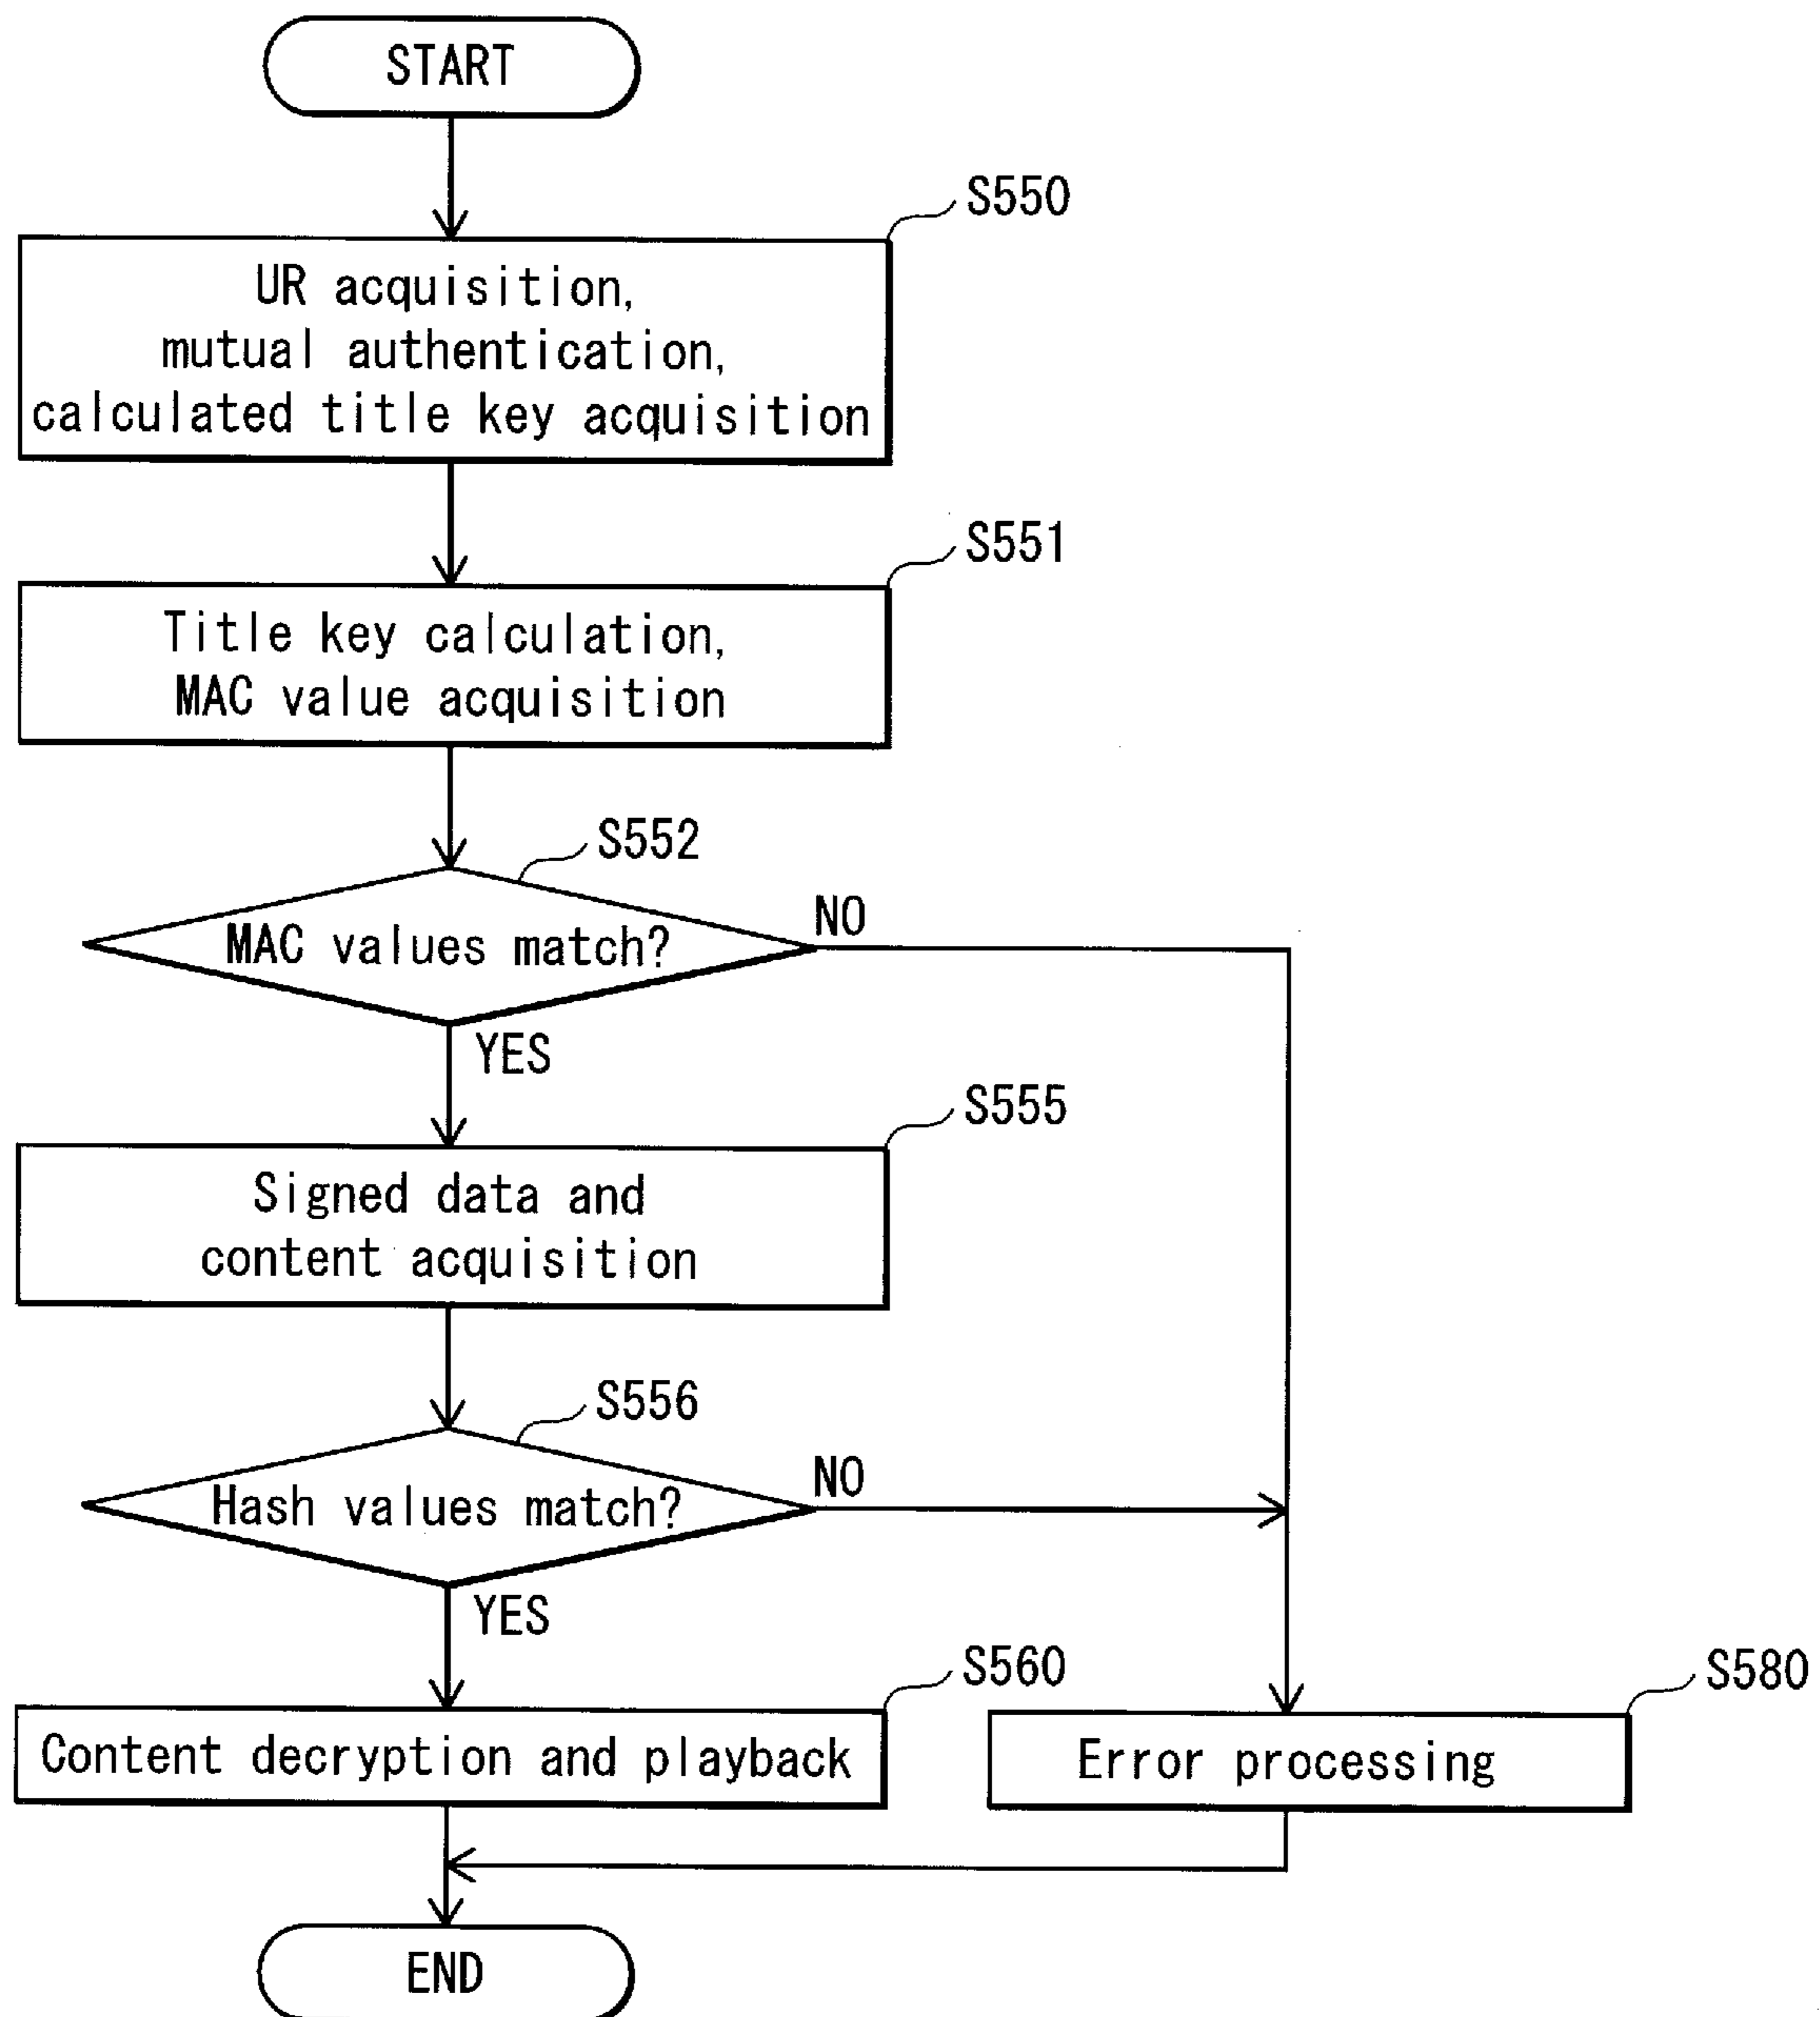 START
S550
UR acquisition,
mutual authentication,
calculated title key acquisition
S551
Title key calculation,
MAC value acquisition
S552
MAC values match?
NO
YES
S555
Signed data and
content acquisition
S556
Hash values match?
NO
YES
S560
Content decryption and playback
S580
Error processing
END